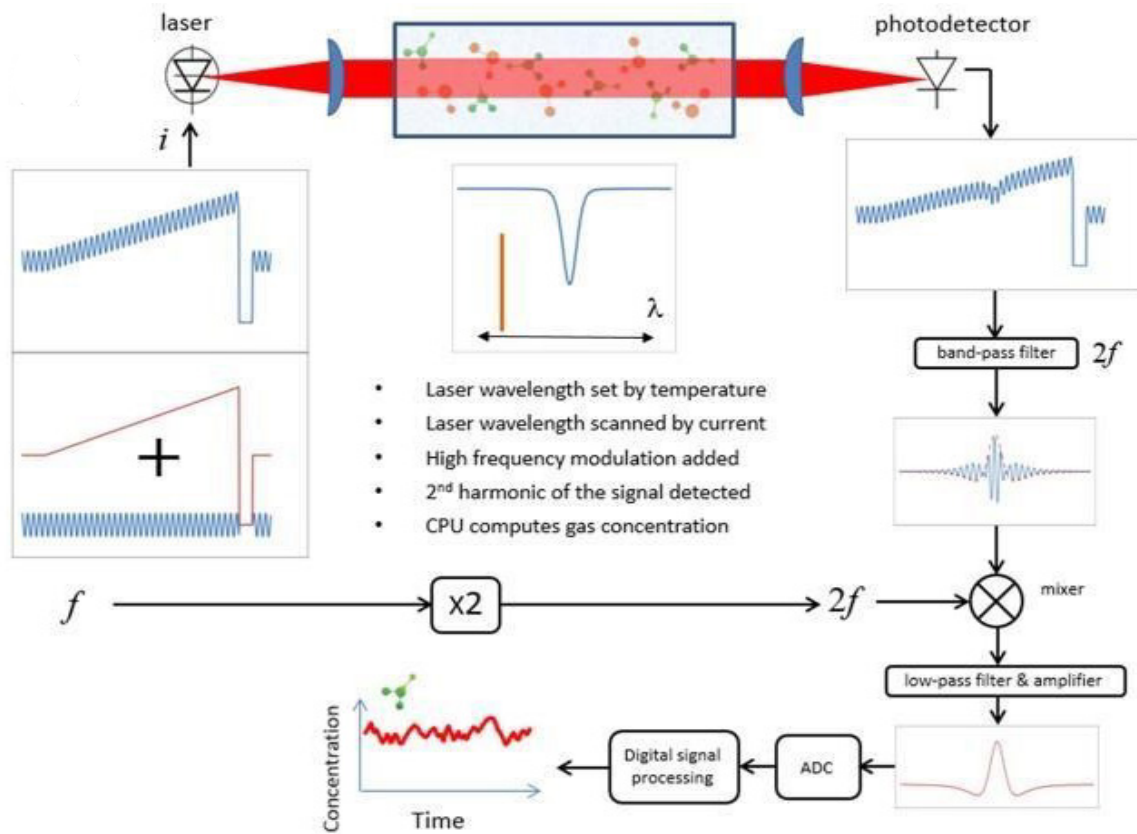 laser
photodetector
i
λ
band-pass filter
2f
• Laser wavelength set by temperature
• Laser wavelength scanned by current
• High frequency modulation added
• 2nd harmonic of the signal detected
• CPU computes gas concentration
+
f
x2
2f
mixer
low-pass filter & amplifier
Concentration
Time
Digital signal
processing
ADC